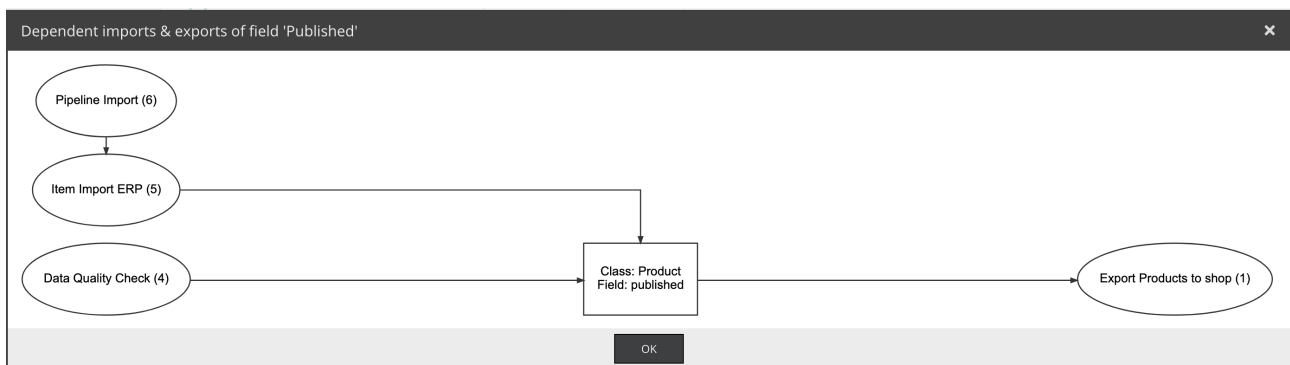 Dependent imports & exports of field 'Published'
Pipeline Import (6)
Item Import ERP (5)
Data Quality Check (4)
Class: Product
Field: published
Export Products to shop (1)
OK